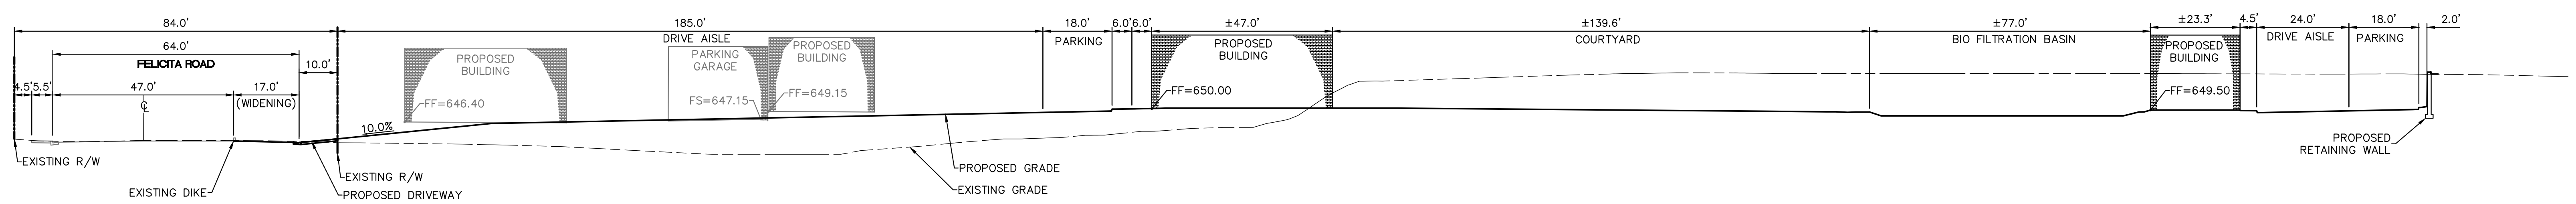 84.0'
185.0'
18.0'
6.0'
6.0'
±47.0'
±139.6'
±77.0'
±23.3'
4.5'
24.0'
18.0'
2.0'
DRIVE AISLE
PARKING
COURTYARD
BIO FILTRATION BASIN
DRIVE AISLE
PARKING
64.0'
FELICITA ROAD
10.0'
4.5'
5.5'
47.0'
17.0'
(WIDENING)
℄
PROPOSED
BUILDING
FF=646.40
PARKING
GARAGE
FS=647.15
PROPOSED
BUILDING
FF=649.15
PROPOSED
BUILDING
FF=650.00
PROPOSED
BUILDING
FF=649.50
10.0%
EXISTING R/W
EXISTING DIKE
EXISTING R/W
PROPOSED DRIVEWAY
PROPOSED GRADE
EXISTING GRADE
PROPOSED
RETAINING WALL